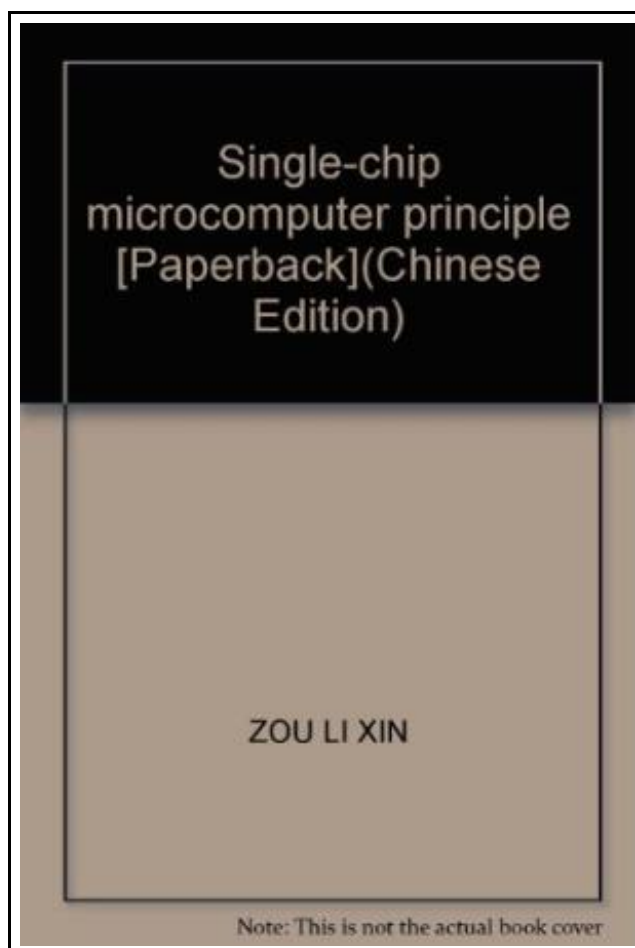 Single-chip
microcomputer principle
[Paperback](Chinese
Edition)
ZOU LI XIN
Note: This is not the actual book cover